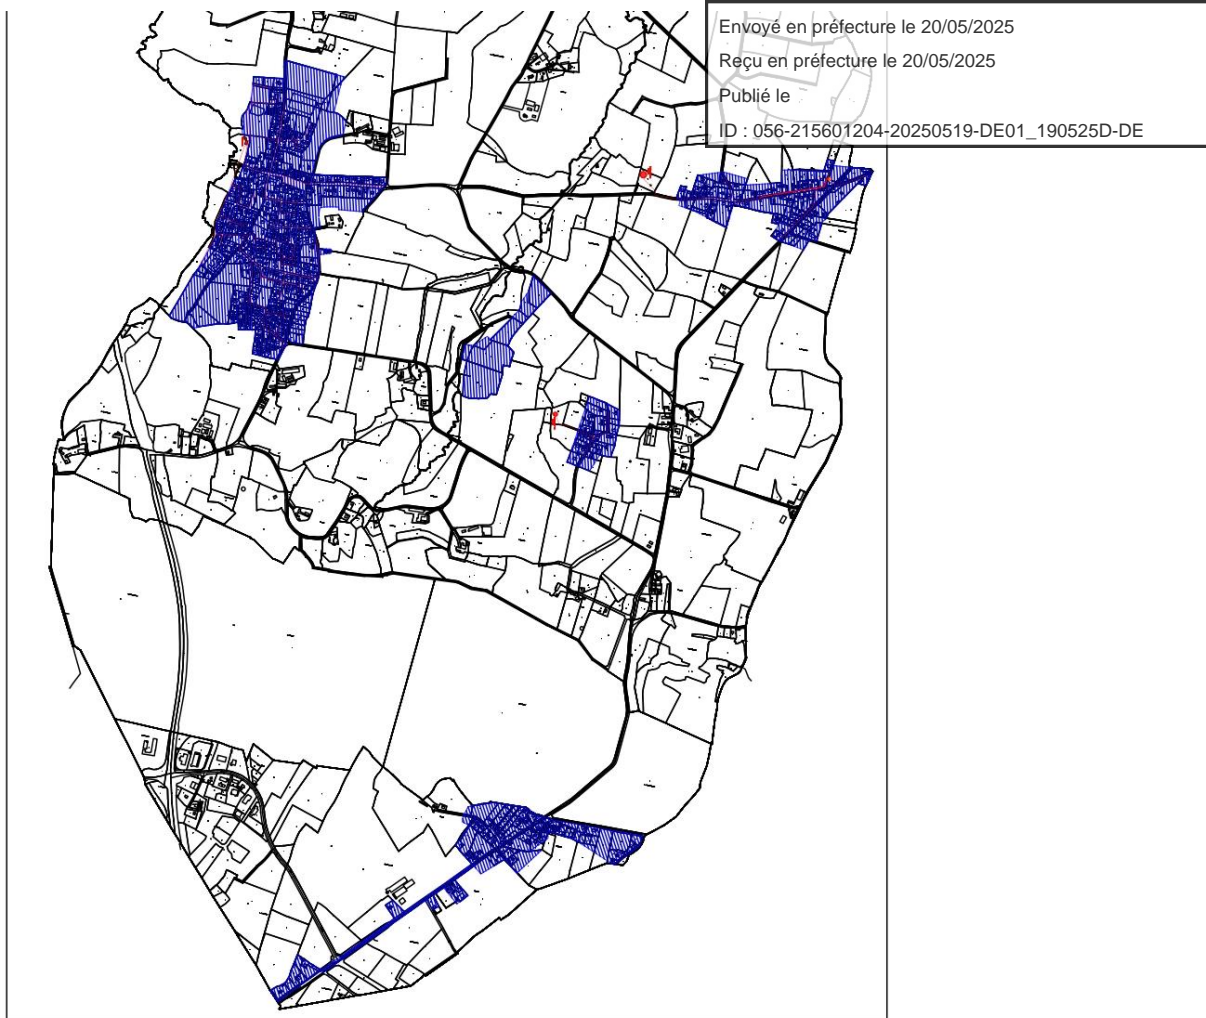 Envoyé en préfecture le 20/05/2025
Reçu en préfecture le 20/05/2025
Publié le
ID : 056-215601204-20250519-DE01_190525D-DE